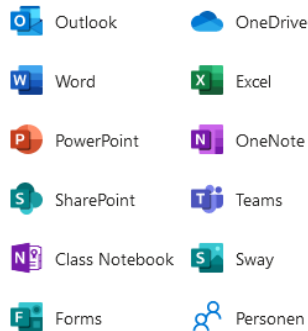 Outlook OneDrive
Word Excel
PowerPoint OneNote
SharePoint Teams
Class Notebook Sway
Forms Personen